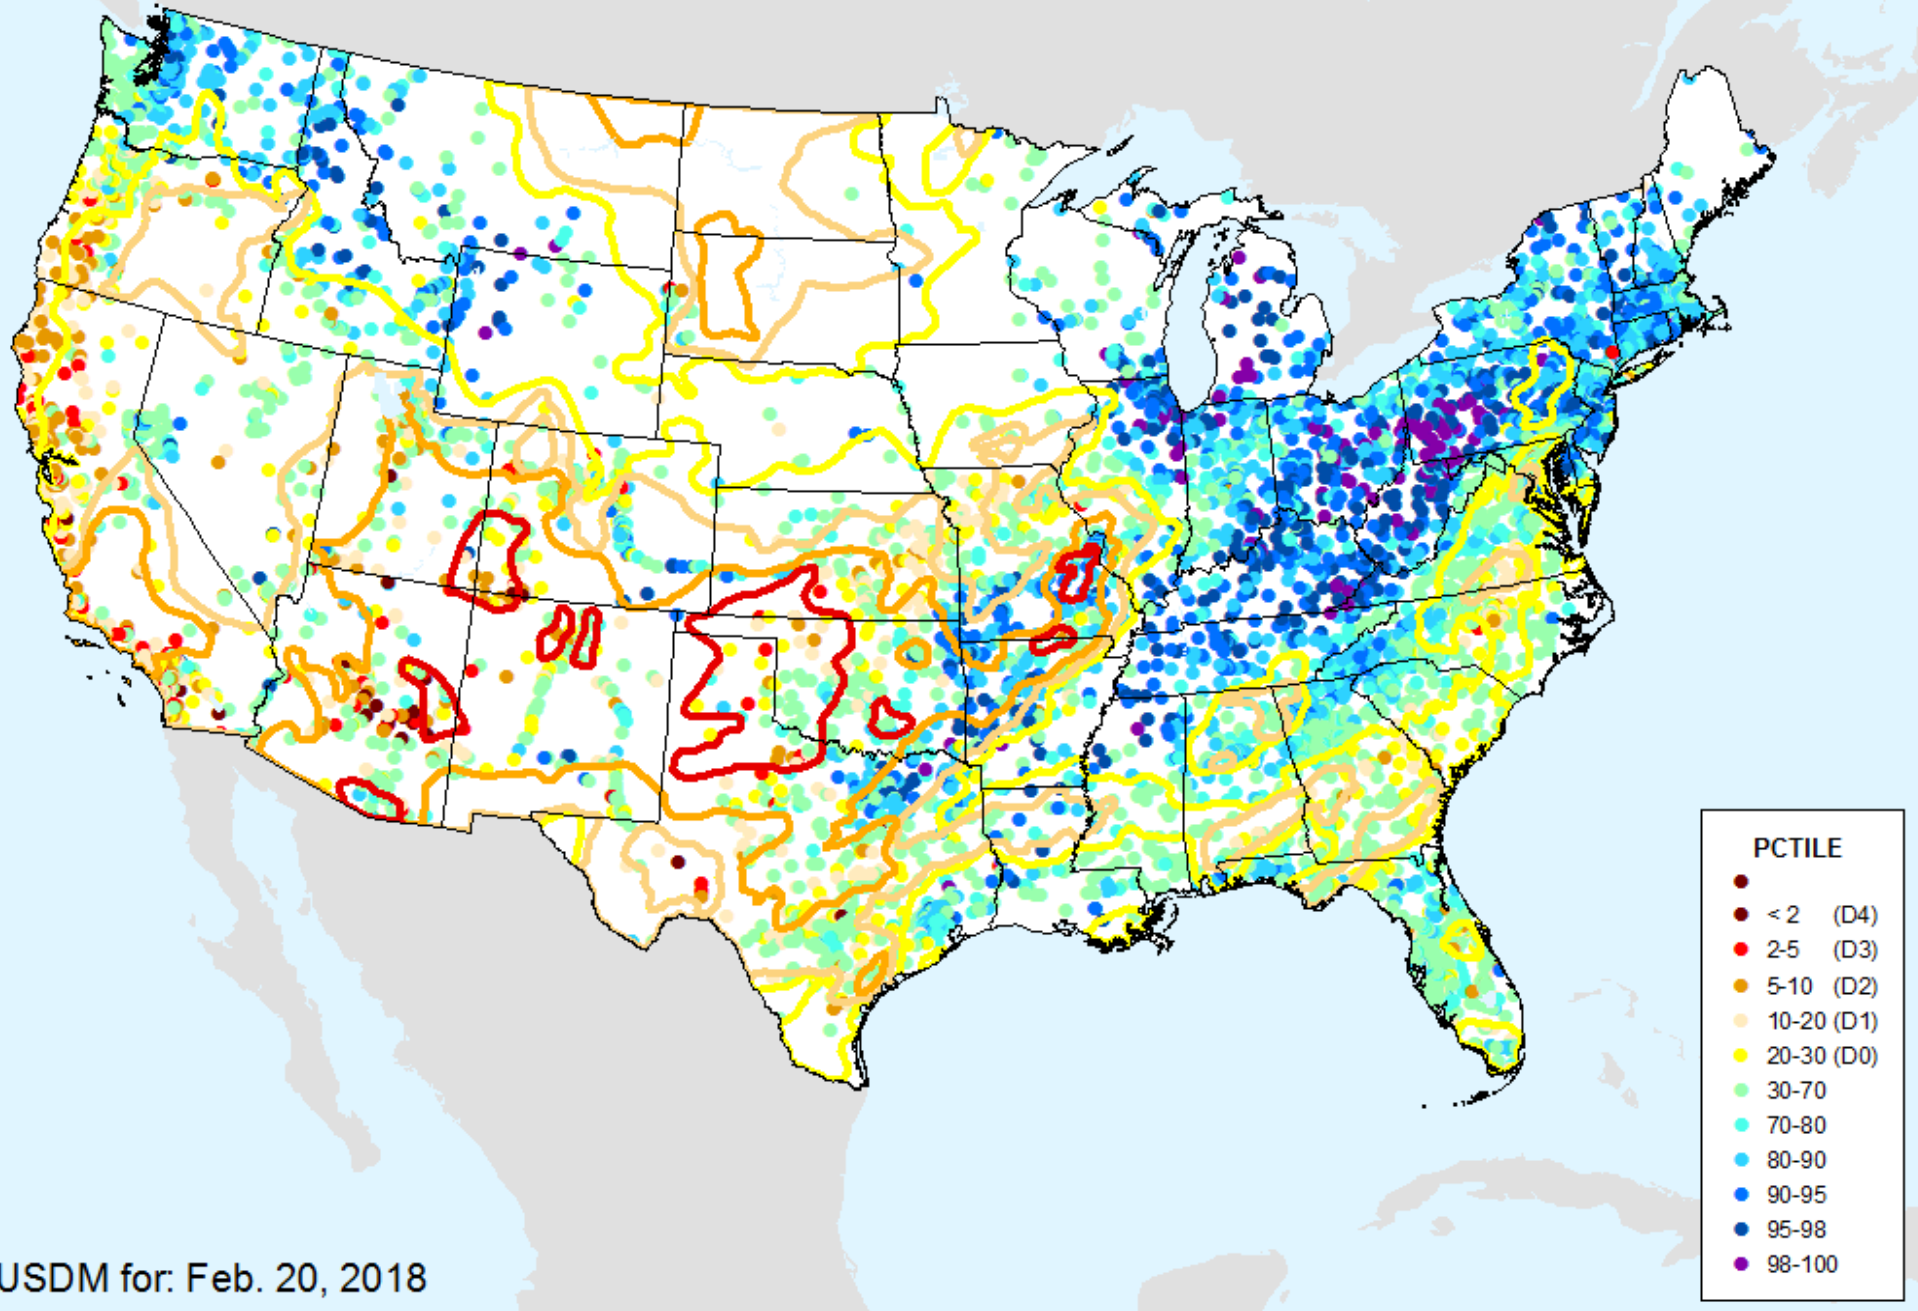 PCTILE
< 2 (D4)
2-5 (D3)
5-10 (D2)
10-20 (D1)
20-30 (D0)
30-70
70-80
80-90
90-95
95-98
98-100
USDM for: Feb. 20, 2018